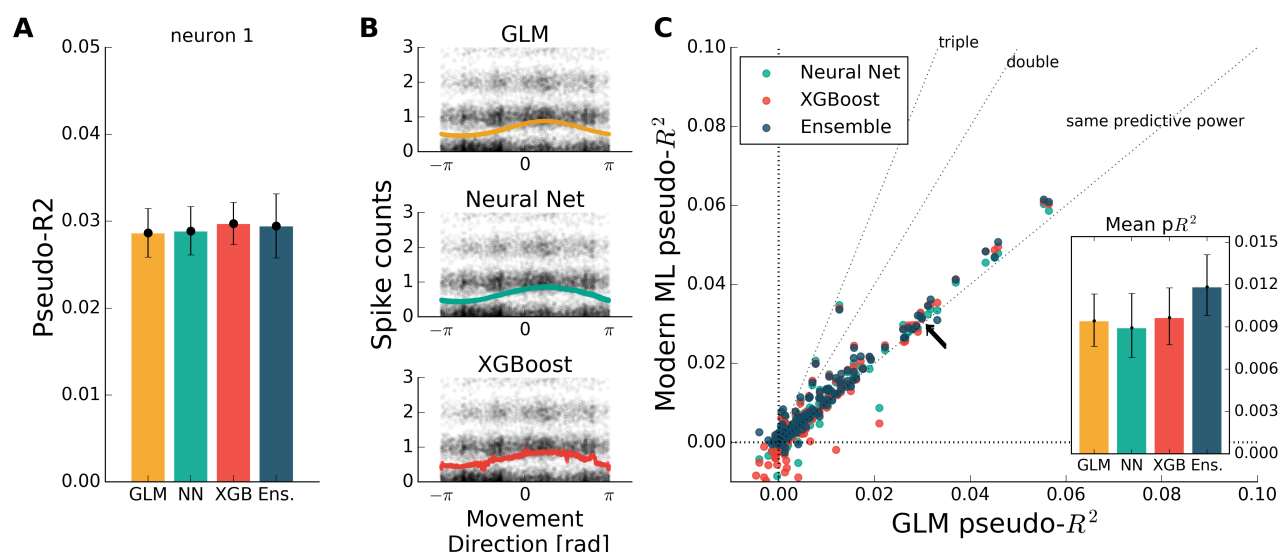 A
neuron 1
0.05
0.04
0.03
0.02
0.01
0.00
Pseudo-R2
GLM NN XGB Ens.
B
GLM
3
2
1
0
−π 0 π
Neural Net
3
2
1
0
−π 0 π
XGBoost
3
2
1
0
−π 0 π
Spike counts
Movement
Direction [rad]
C
0.10
0.08
0.06
0.04
0.02
0.00
Modern ML pseudo-R²
Neural Net
XGBoost
Ensemble
triple
double
same predictive power
Mean pR²
0.015
0.012
0.009
0.006
0.003
0.000
GLM NN XGB Ens.
0.00 0.02 0.04 0.06 0.08 0.10
GLM pseudo-R²